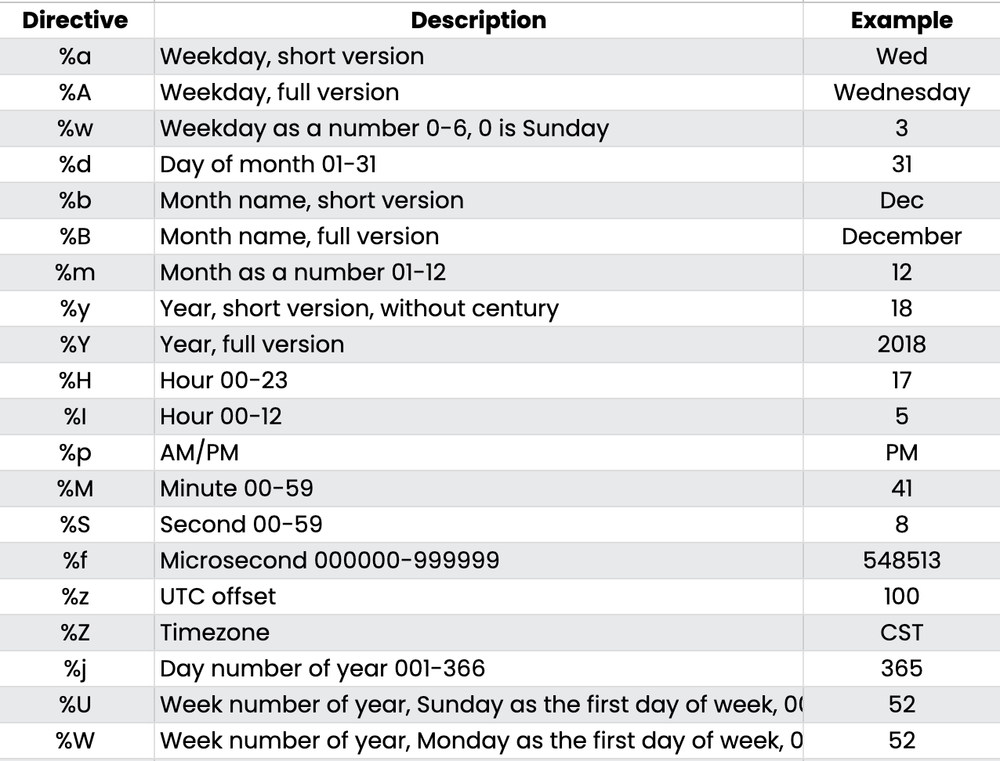 Directive Description Example
%a Weekday, short version Wed
%A Weekday, full version Wednesday
%w Weekday as a number 0-6, 0 is Sunday 3
%d Day of month 01-31 31
%b Month name, short version Dec
%B Month name, full version December
%m Month as a number 01-12 12
%y Year, short version, without century 18
%Y Year, full version 2018
%H Hour 00-23 17
%I Hour 00-12 5
%p AM/PM PM
%M Minute 00-59 41
%S Second 00-59 8
%f Microsecond 000000-999999 548513
%z UTC offset 100
%Z Timezone CST
%j Day number of year 001-366 365
%U Week number of year, Sunday as the first day of week, 52
%W Week number of year, Monday as the first day of week, 52